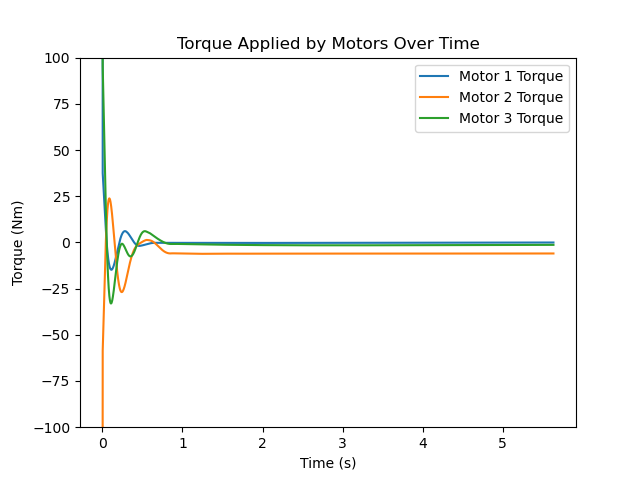 Torque Applied by Motors Over Time
Motor 1 Torque
Motor 2 Torque
Motor 3 Torque
Torque (Nm)
100
75
50
25
0
−25
−50
−75
−100
0 1 2 3 4 5
Time (s)